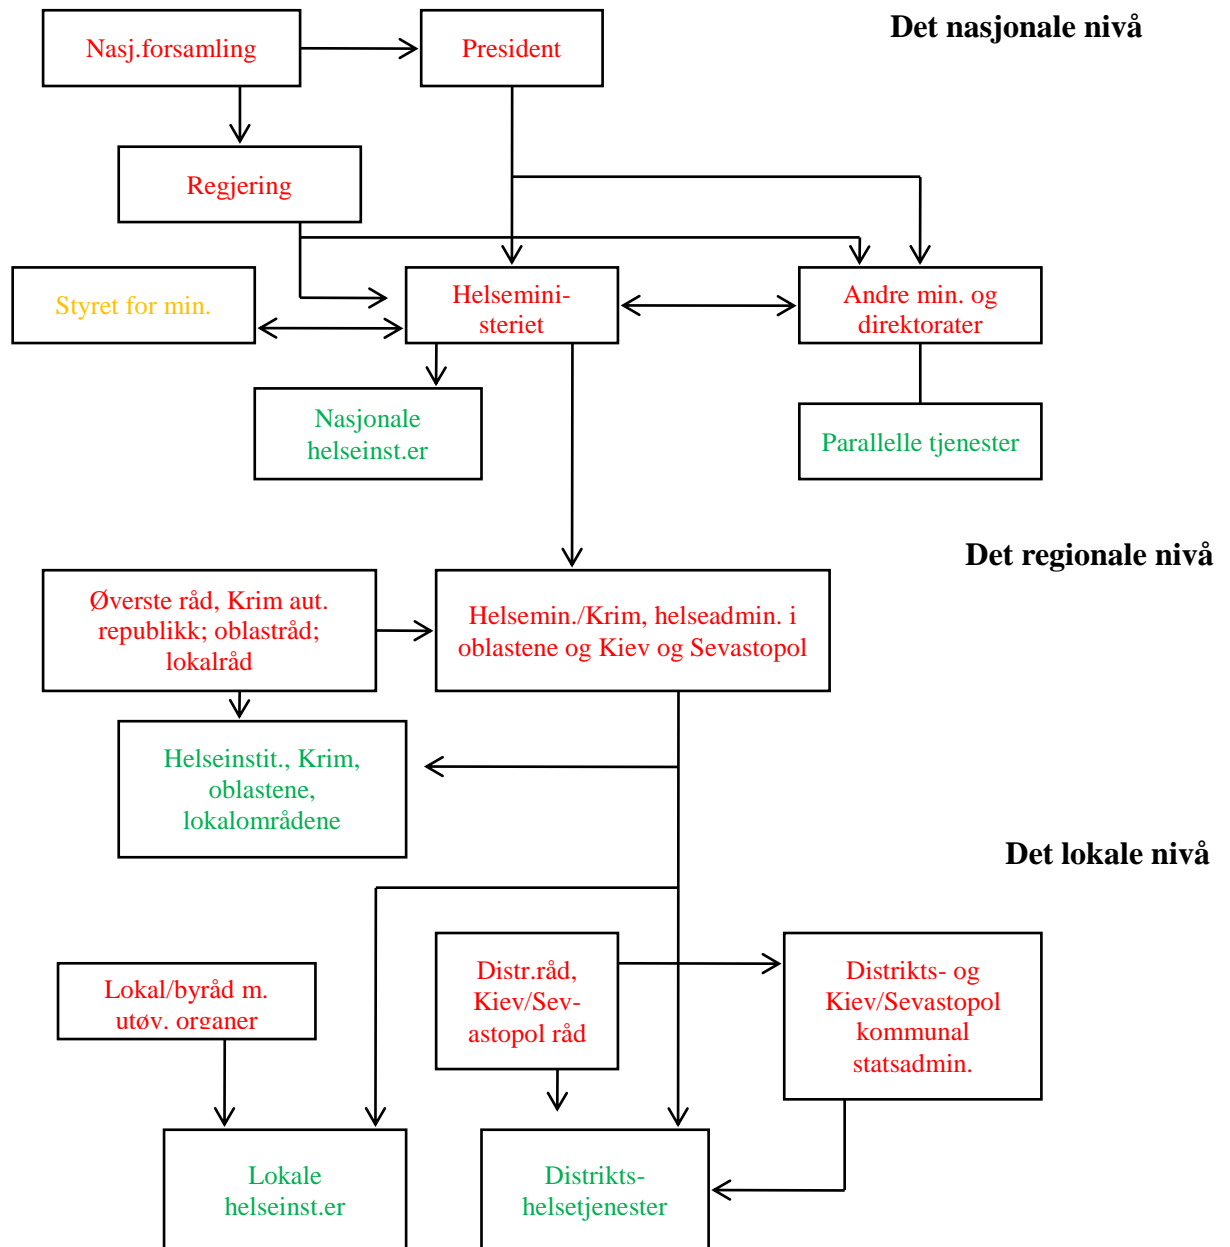 Det nasjonale nivå
Nasj.forsamling
President
Regjering
Styret for min.
Helsemini-
steriet
Andre min. og
direktorater
Nasjonale
helseinst.er
Parallelle tjenester
Det regionale nivå
Øverste råd, Krim aut.
republikk; oblastråd;
lokalråd
Helsemin./Krim, helseadmin. i
oblastene og Kiev og Sevastopol
Helseinstit., Krim,
oblastene,
lokalområdene
Det lokale nivå
Lokal/byråd m.
utøv. organer
Distr.råd,
Kiev/Sev-
astopol råd
Distrikts- og
Kiev/Sevastopol
kommunal
statsadmin.
Lokale
helseinst.er
Distrikts-
helsetjenester